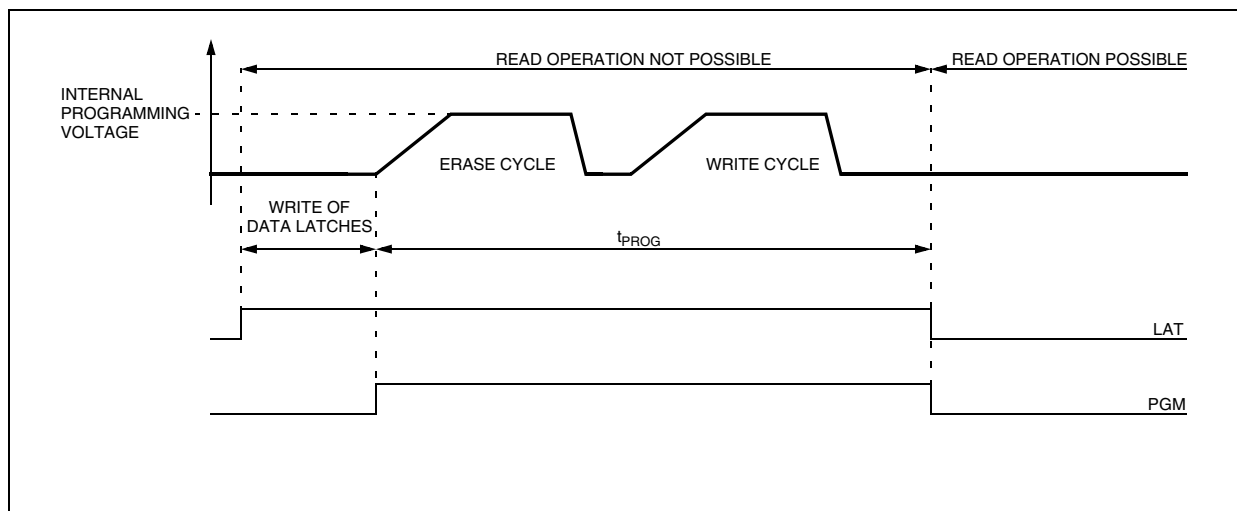 READ OPERATION NOT POSSIBLE
READ OPERATION POSSIBLE
INTERNAL
PROGRAMMING
VOLTAGE
ERASE CYCLE
WRITE CYCLE
WRITE OF
DATA LATCHES
tPROG
LAT
PGM